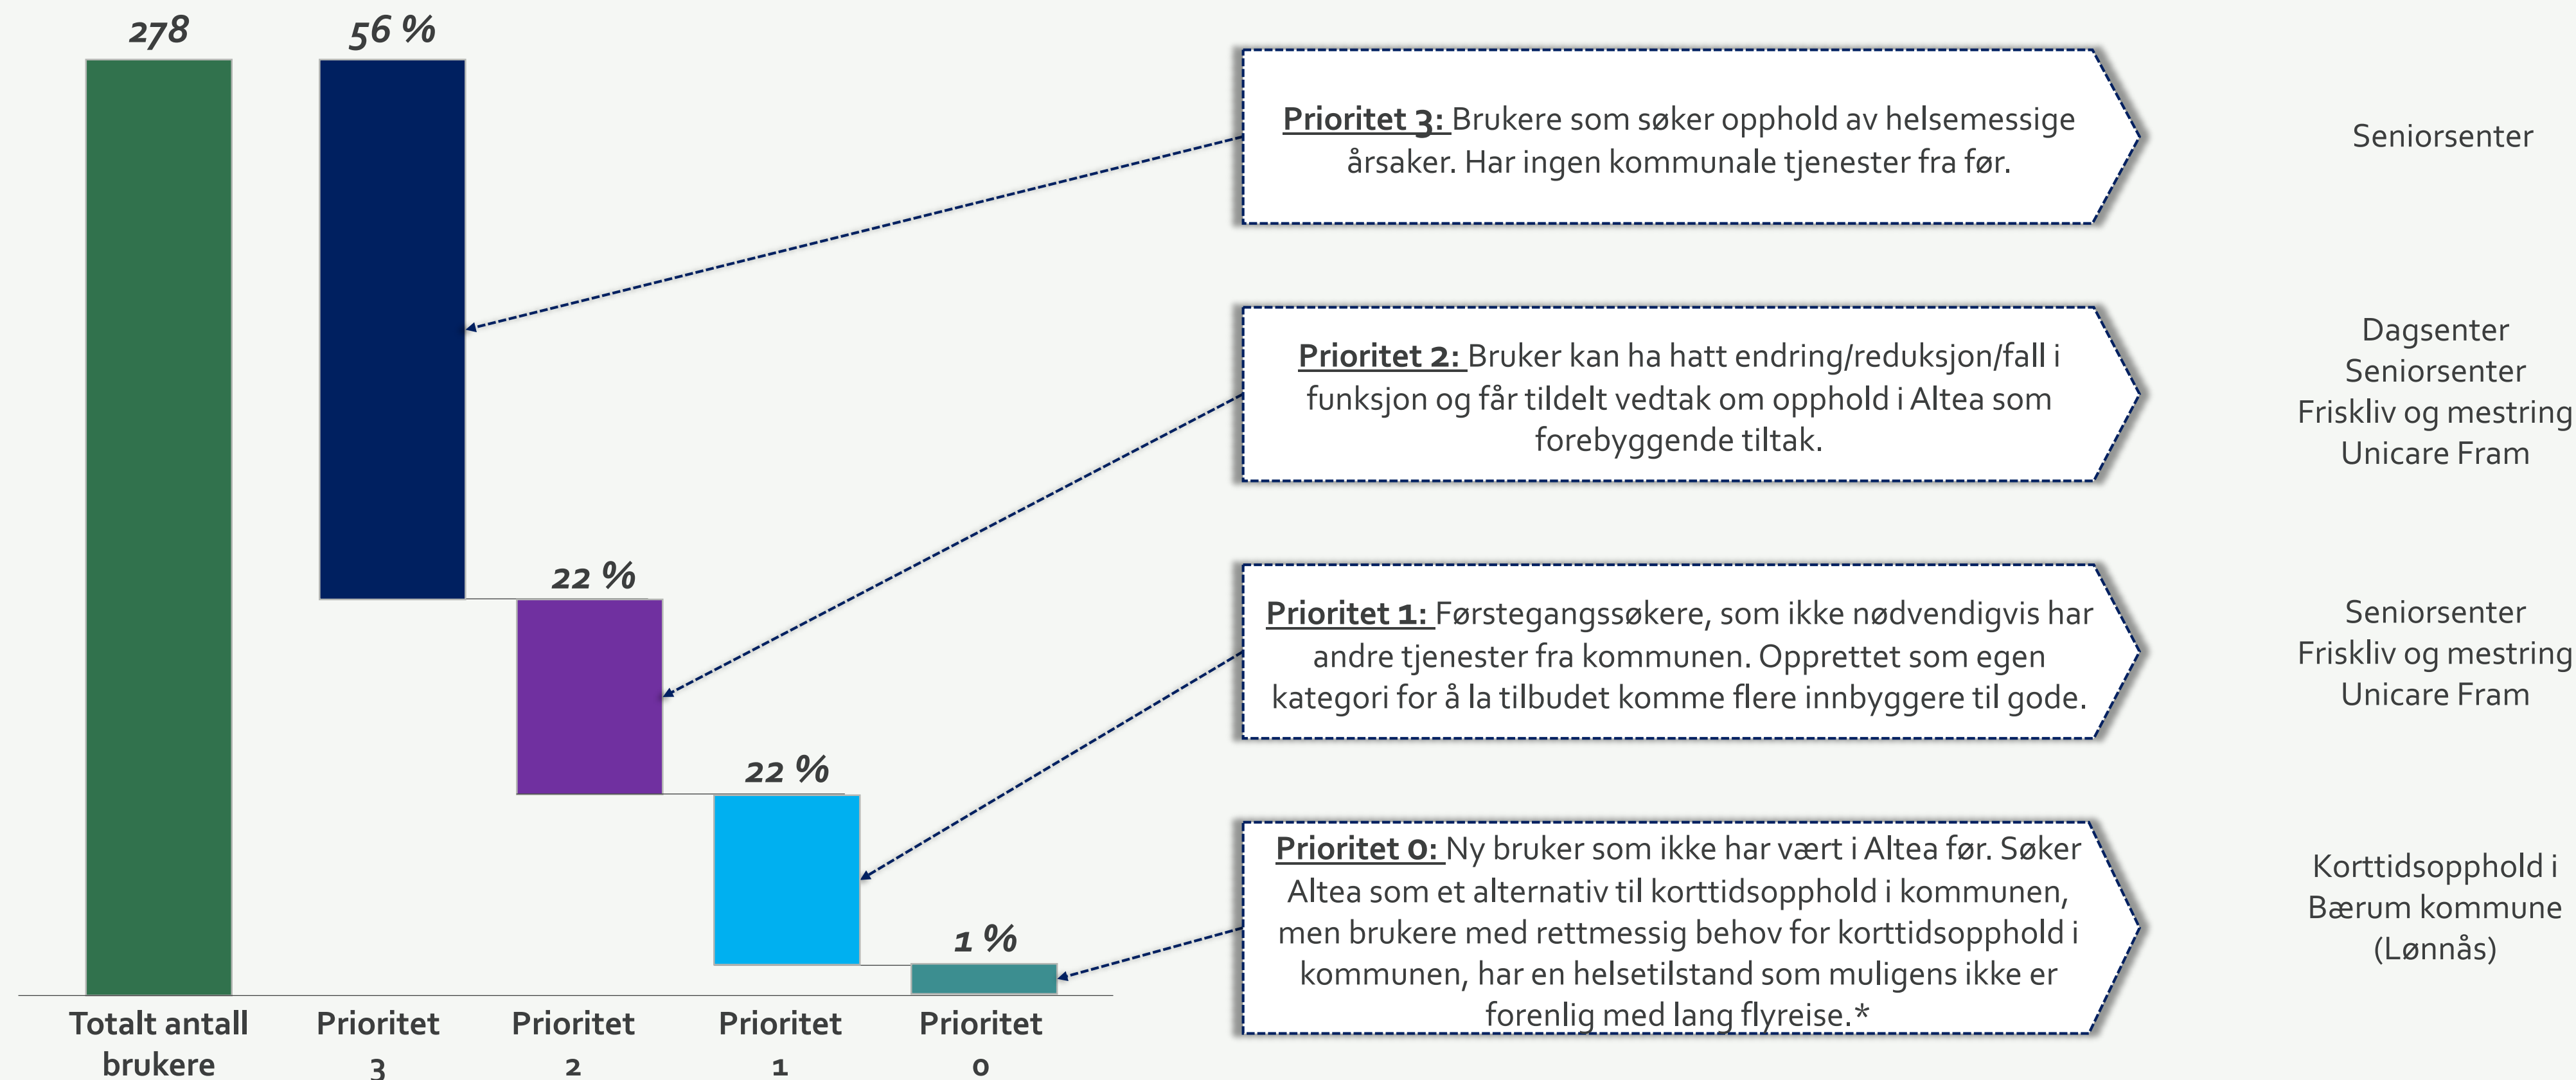 278
56 %
22 %
22 %
1 %
Totalt antall
brukere
Prioritet
3
Prioritet
2
Prioritet
1
Prioritet
0
Prioritet 3: Brukere som søker opphold av helsemessige
årsaker. Har ingen kommunale tjenester fra før.
Seniorsenter
Prioritet 2: Bruker kan ha hatt endring/reduksjon/fall i
funksjon og får tildelt vedtak om opphold i Altea som
forebyggende tiltak.
Dagsenter
Seniorsenter
Friskliv og mestring
Unicare Fram
Prioritet 1: Førstegangssøkere, som ikke nødvendigvis har
andre tjenester fra kommunen. Opprettet som egen
kategori for å la tilbudet komme flere innbyggere til gode.
Seniorsenter
Friskliv og mestring
Unicare Fram
Prioritet 0: Ny bruker som ikke har vært i Altea før. Søker
Altea som et alternativ til korttidsopphold i kommunen,
men brukere med rettmessig behov for korttidsopphold i
kommunen, har en helsetilstand som muligens ikke er
forenlig med lang flyreise.*
Korttidsopphold i
Bærum kommune
(Lønnås)